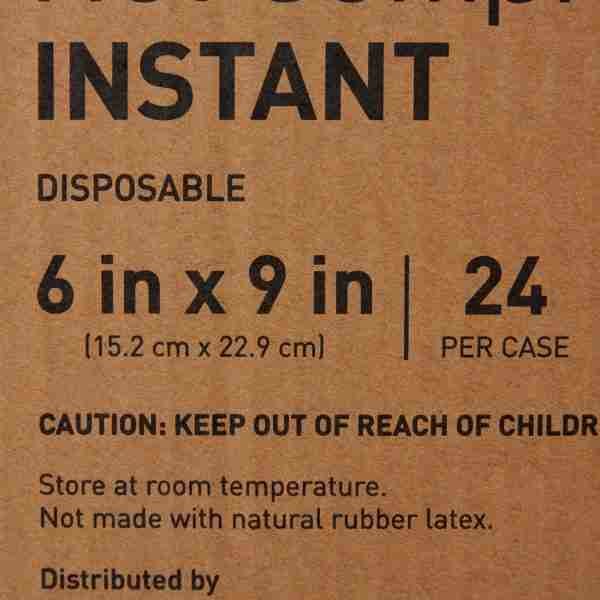 INSTANT
DISPOSABLE
6 in x 9 in | 24
(15.2 cm x 22.9 cm) PER CASE
CAUTION: KEEP OUT OF REACH OF
Store at room temperature.
Not made with natural rubber latex.
Distributed by